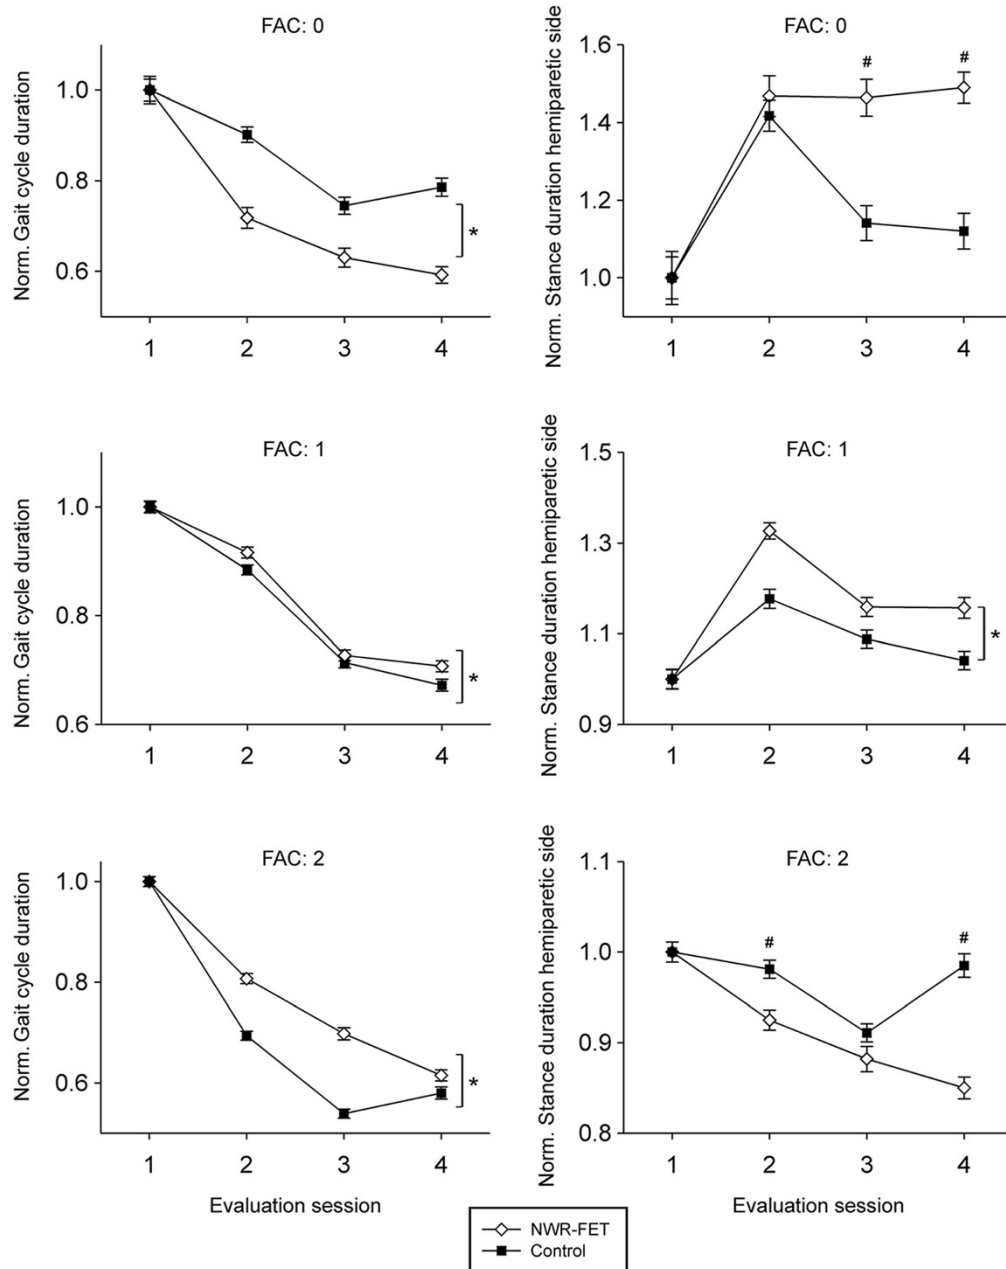 FAC: 0
Norm. Gait cycle duration
1.0
0.8
0.6
*
1 2 3 4
FAC: 0
Norm. Stance duration hemiparetic side
1.6
1.4
1.2
1.0
# #
1 2 3 4
FAC: 1
Norm. Gait cycle duration
1.0
0.8
0.6
*
1 2 3 4
FAC: 1
Norm. Stance duration hemiparetic side
1.5
1.3
1.1
0.9
*
1 2 3 4
FAC: 2
Norm. Gait cycle duration
1.0
0.8
0.6
*
1 2 3 4
Evaluation session
FAC: 2
Norm. Stance duration hemiparetic side
1.1
1.0
0.9
0.8
# #
1 2 3 4
Evaluation session
NWR-FET
Control